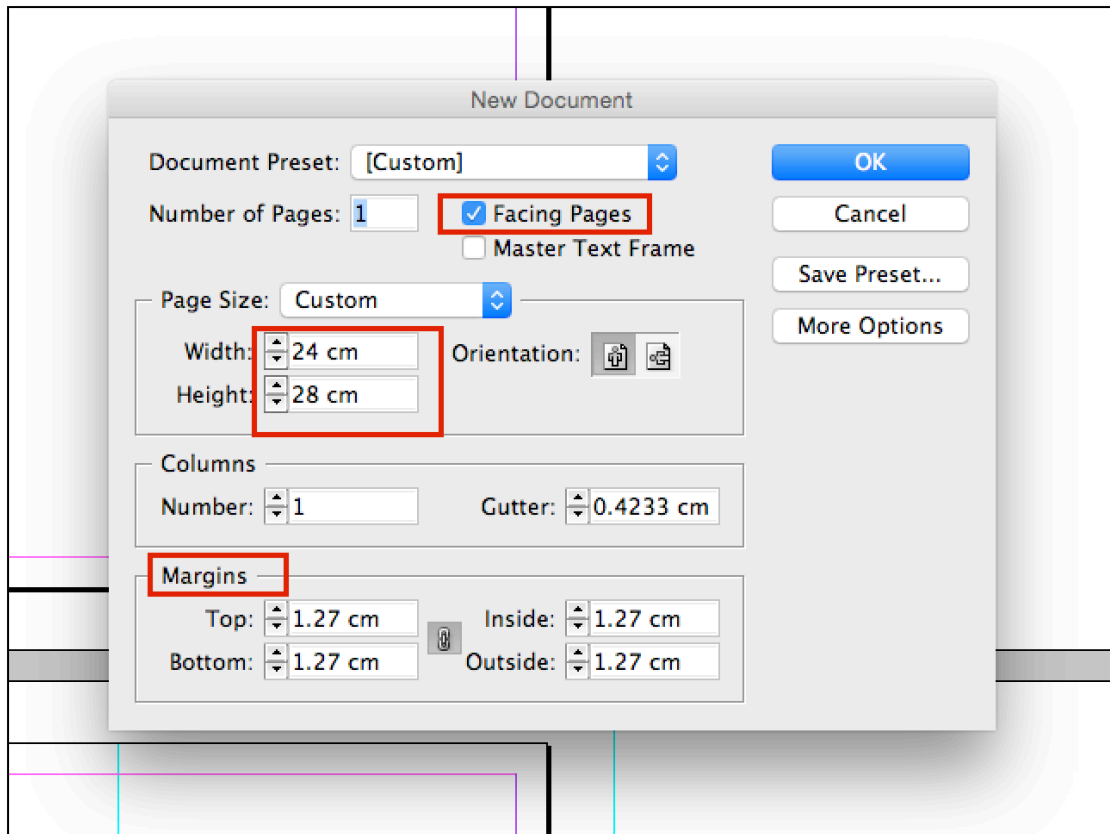 New Document
Document Preset: [Custom]
OK
Number of Pages: 1
Facing Pages
Cancel
Master Text Frame
Save Preset...
Page Size: Custom
More Options
Width: 24 cm
Orientation:
Height: 28 cm
Columns
Number: 1
Gutter: 0.4233 cm
Margins
Top: 1.27 cm
Inside: 1.27 cm
Bottom: 1.27 cm
Outside: 1.27 cm